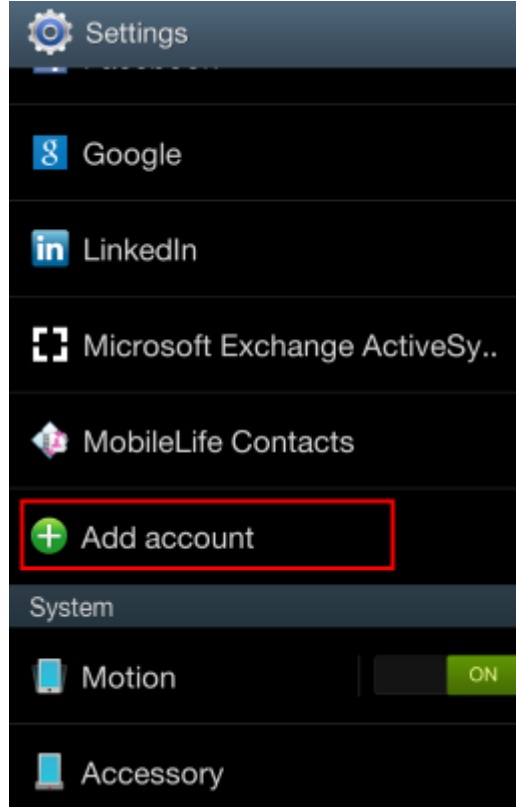 Settings
Google
LinkedIn
Microsoft Exchange ActiveSy..
MobileLife Contacts
Add account
System
Motion
ON
Accessory